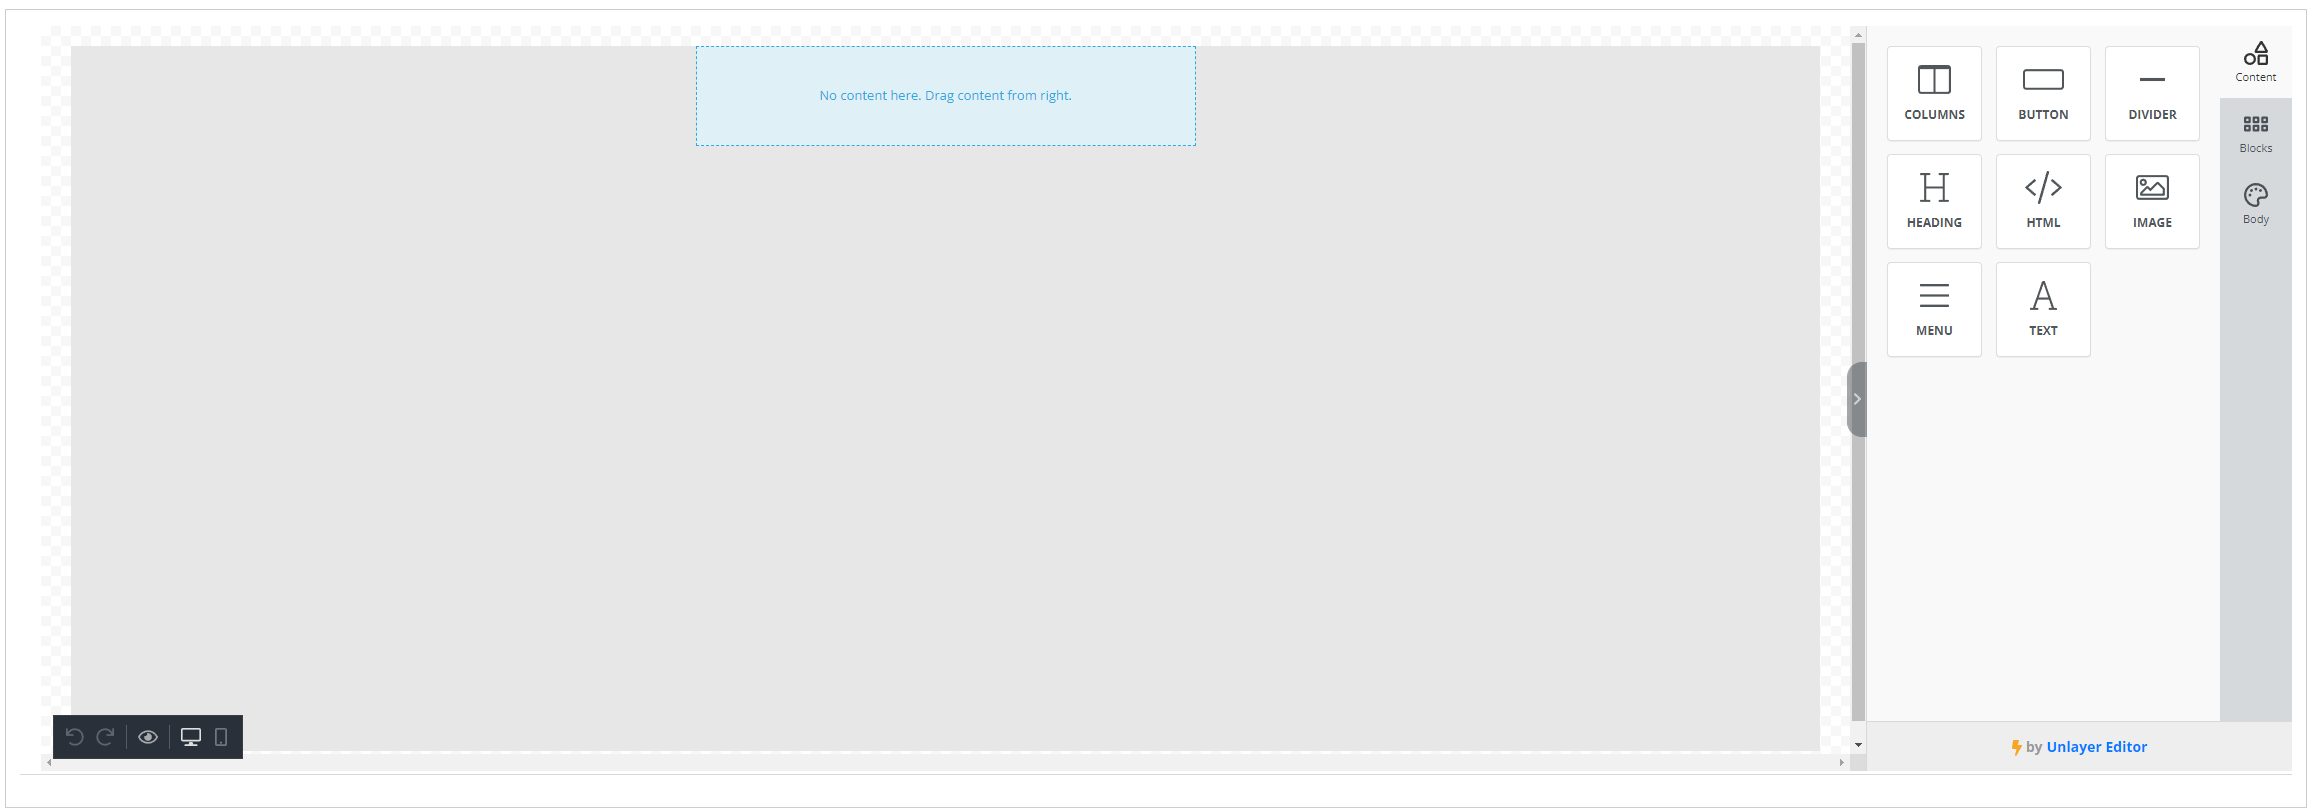 No content here. Drag content from right.
COLUMNS
BUTTON
DIVIDER
HEADING
HTML
IMAGE
MENU
TEXT
Content
Blocks
Body
by Unlayer Editor